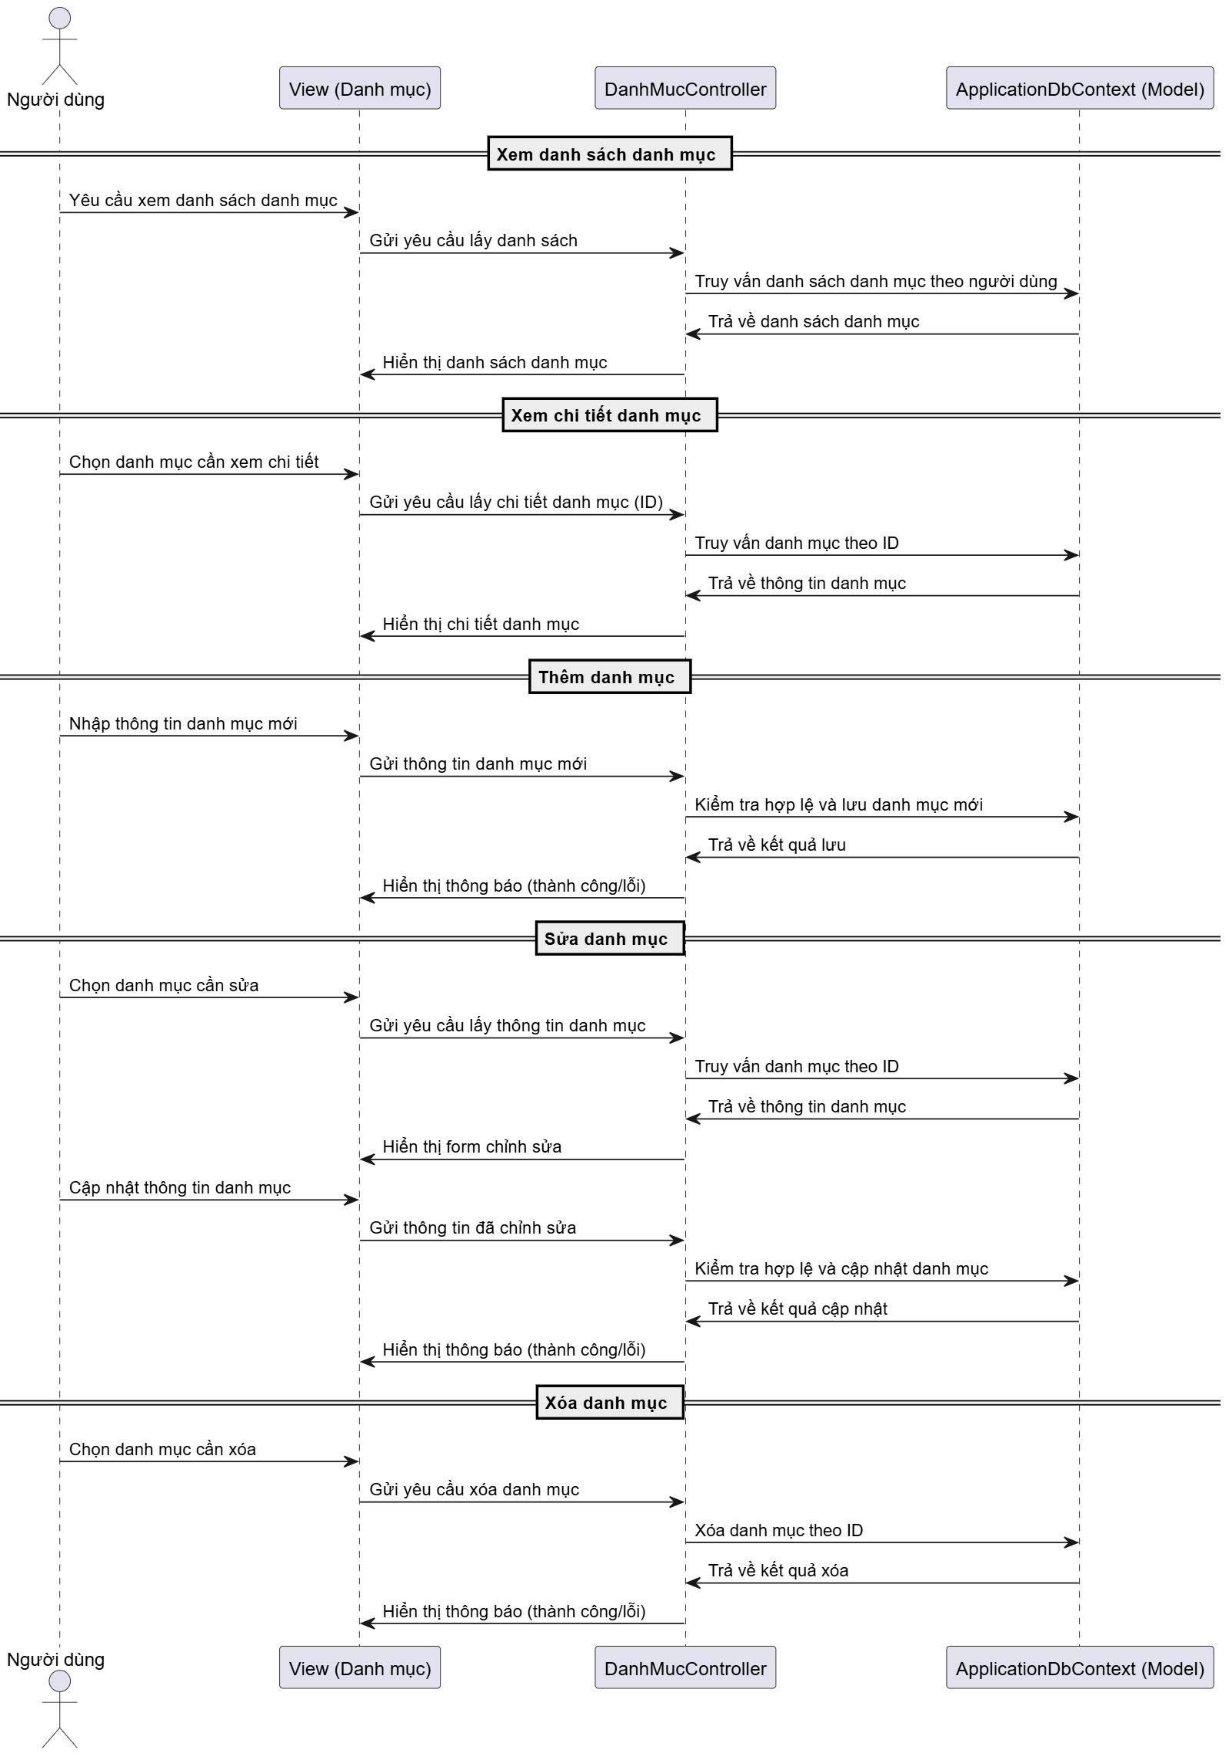 Người dùng
View (Danh mục)
DanhMucController
ApplicationDbContext (Model)
Xem danh sách danh mục
Yêu cầu xem danh sách danh mục
Gửi yêu cầu lấy danh sách
Truy vấn danh sách danh mục theo người dùng
Trả về danh sách danh mục
Hiển thị danh sách danh mục
Xem chi tiết danh mục
Chọn danh mục cần xem chi tiết
Gửi yêu cầu lấy chi tiết danh mục (ID)
Truy vấn danh mục theo ID
Trả về thông tin danh mục
Hiển thị chi tiết danh mục
Thêm danh mục
Nhập thông tin danh mục mới
Gửi thông tin danh mục mới
Kiểm tra hợp lệ và lưu danh mục mới
Trả về kết quả lưu
Hiển thị thông báo (thành công/lỗi)
Sửa danh mục
Chọn danh mục cần sửa
Gửi yêu cầu lấy thông tin danh mục
Truy vấn danh mục theo ID
Trả về thông tin danh mục
Hiển thị form chỉnh sửa
Cập nhật thông tin danh mục
Gửi thông tin đã chỉnh sửa
Kiểm tra hợp lệ và cập nhật danh mục
Trả về kết quả cập nhật
Hiển thị thông báo (thành công/lỗi)
Xóa danh mục
Chọn danh mục cần xóa
Gửi yêu cầu xóa danh mục
Xóa danh mục theo ID
Trả về kết quả xóa
Hiển thị thông báo (thành công/lỗi)
Người dùng
View (Danh mục)
DanhMucController
ApplicationDbContext (Model)